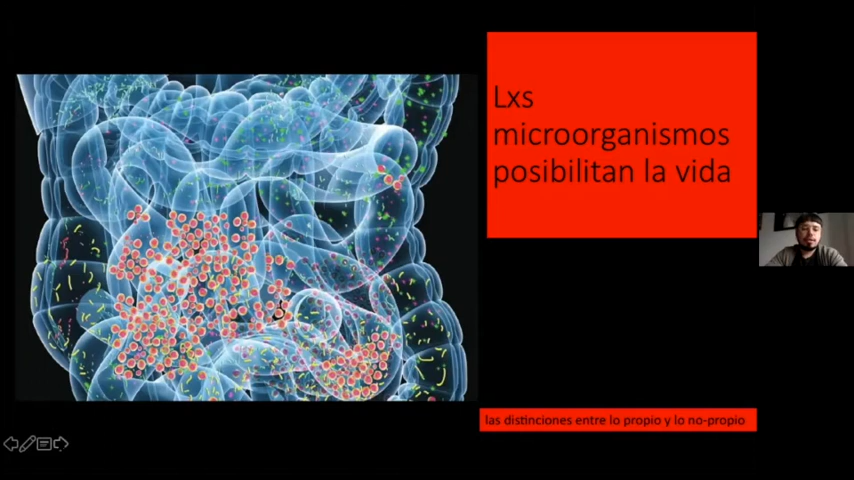 Lxs
microorganismos
posibilitan la vida
las distinciones entre lo propio y lo no-propio